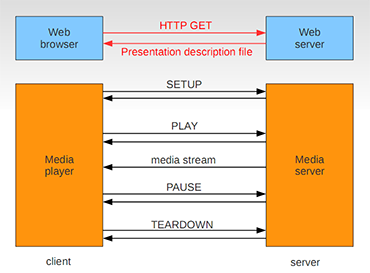 HTTP GET
Web browser
Web server
Presentation description file
SETUP
PLAY
Media player
media stream
Media server
PAUSE
TEARDOWN
client
server